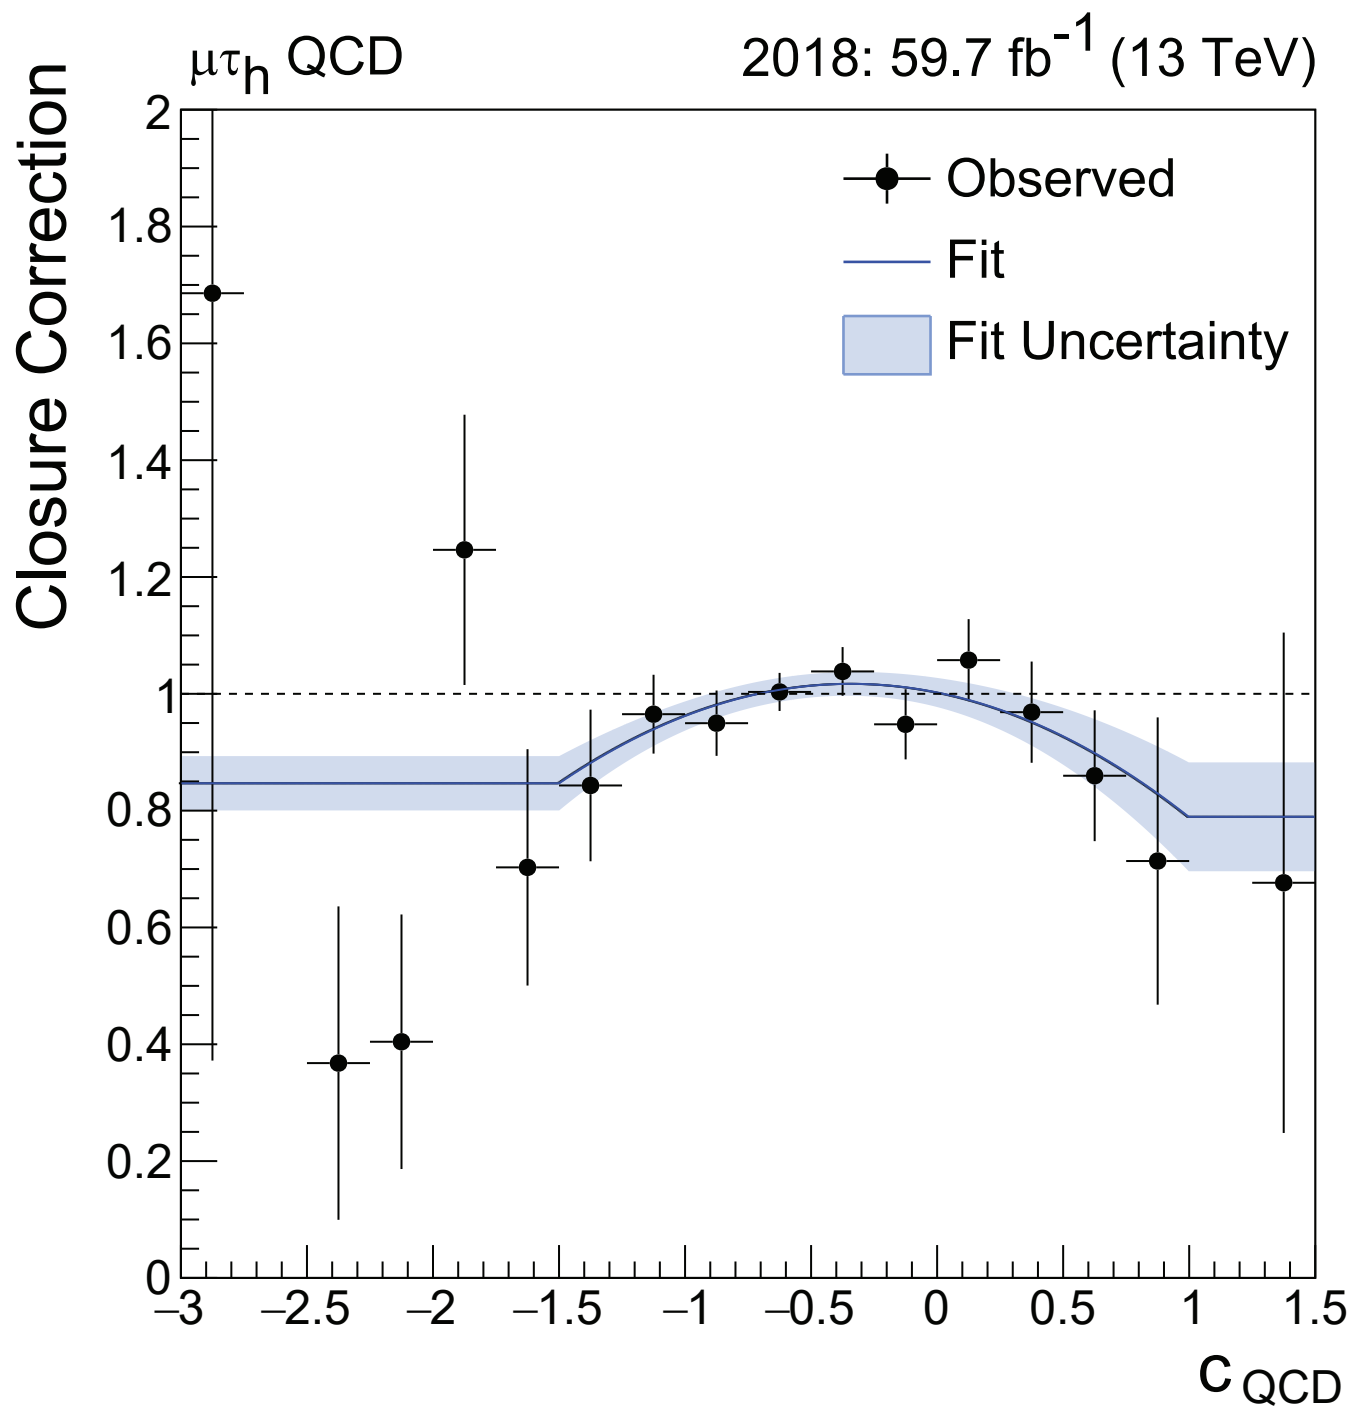 μτh QCD
2018: 59.7 fb-1 (13 TeV)
Closure Correction
2
1.8
1.6
1.4
1.2
1
0.8
0.6
0.4
0.2
0
Observed
Fit
Fit Uncertainty
−3 −2.5 −2 −1.5 −1 −0.5 0 0.5 1 1.5
c QCD